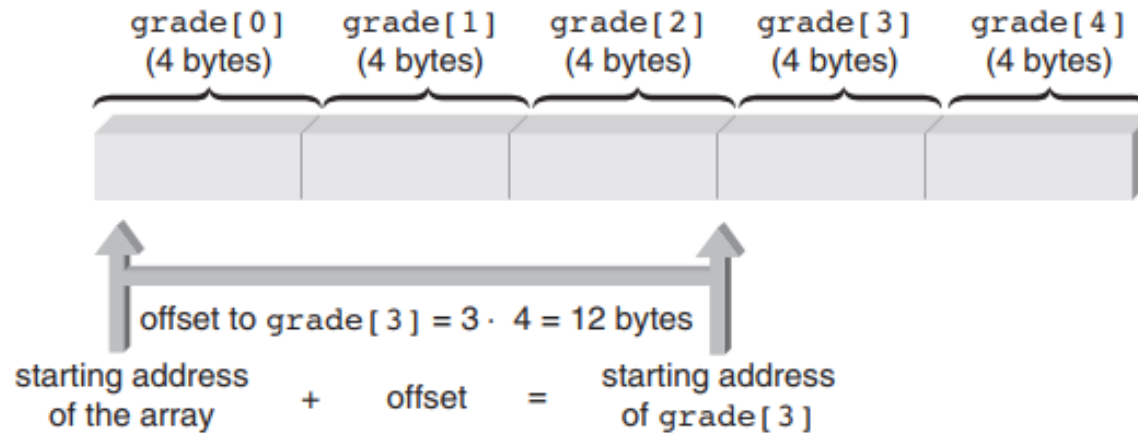 grade[0] grade[1] grade[2] grade[3] grade[4]
(4 bytes) (4 bytes) (4 bytes) (4 bytes) (4 bytes)
offset to grade[3] = 3 · 4 = 12 bytes
starting address + offset = starting address
of the array of grade[3]